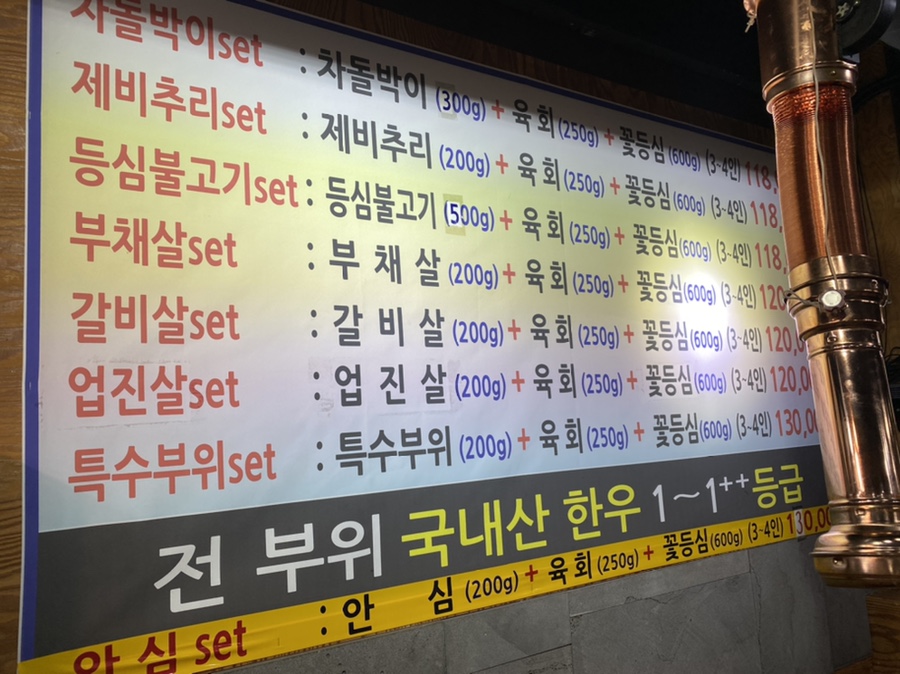 차돌박이set : 차돌박이 (300g) + 육회 (250g) + 꽃등심 (600g) (3~4인) 118,
제비추리set : 제비추리 (200g) + 육회 (250g) + 꽃등심 (600g) (3~4인) 118,
등심불고기set : 등심불고기 (500g) + 육회 (250g) + 꽃등심 (600g) (3~4인) 118,
부채살set : 부채살 (200g) + 육회 (250g) + 꽃등심 (600g) (3~4인) 120
갈비살set : 갈비살 (200g) + 육회 (250g) + 꽃등심 (600g) (3~4인) 120,0
업진살set : 업진살 (200g) + 육회 (250g) + 꽃등심 (600g) (3~4인) 120,0
특수부위set : 특수부위 (200g) + 육회 (250g) + 꽃등심 (600g) (3~4인) 130,0
전 부위 국내산 한우 1~1++등급
안심 set : 안심 (200g) + 육회 (250g) + 꽃등심 (600g) (3~4인) 130,00